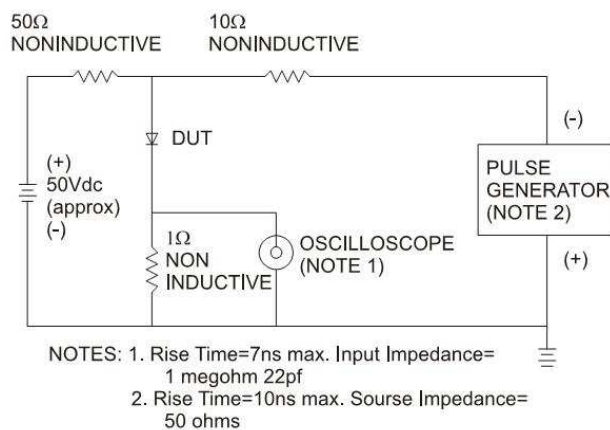 50Ω
NONINDUCTIVE
10Ω
NONINDUCTIVE
DUT
(+)
50Vdc
(approx)
(-)
1Ω
NON
INDUCTIVE
OSCILLOSCOPE
(NOTE 1)
(-)
PULSE
GENERATOR
(NOTE 2)
(+)
NOTES: 1. Rise Time=7ns max. Input Impedance=
1 megohm 22pf
2. Rise Time=10ns max. Sourse Impedance=
50 ohms